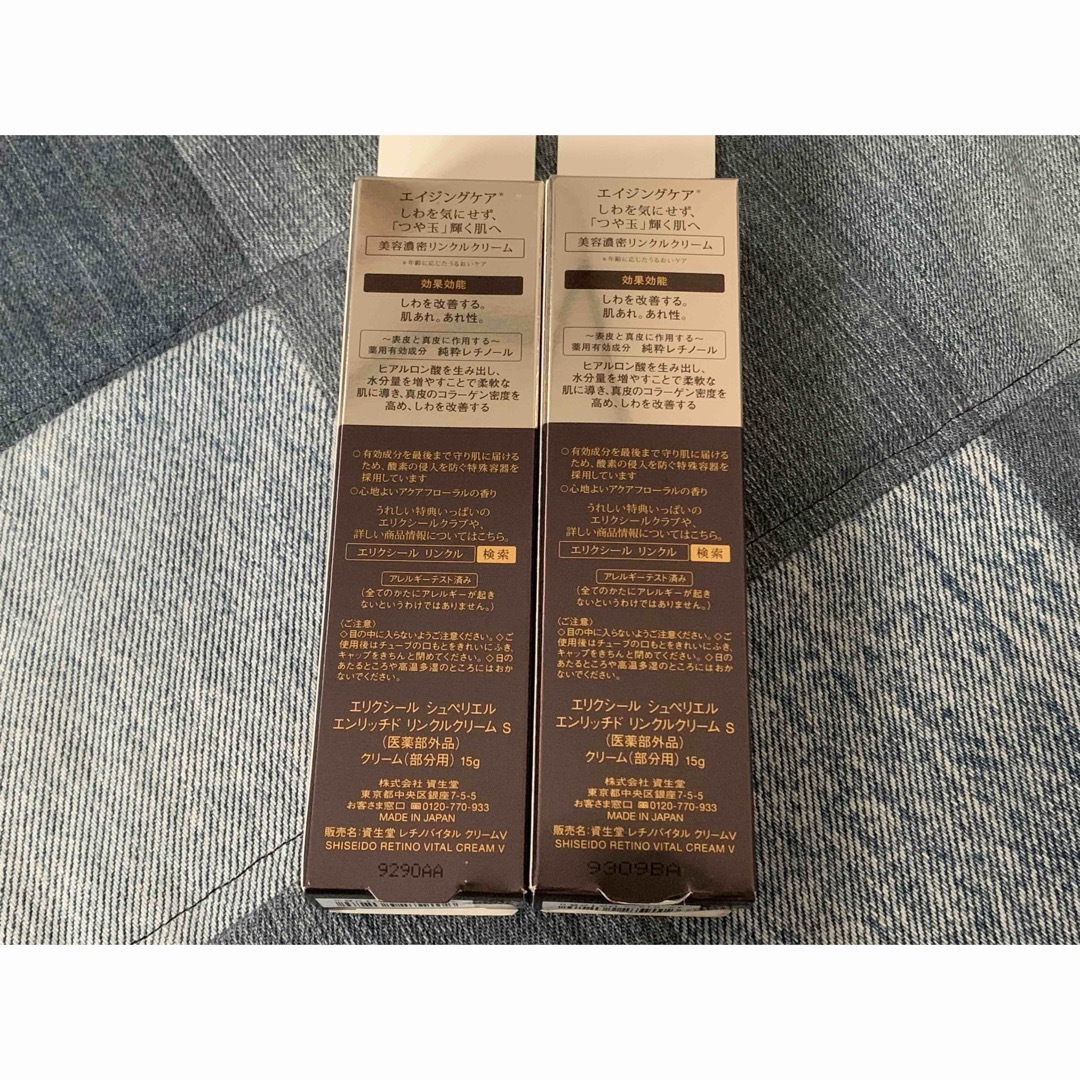 エイジングケア*
しわを気にせず、
「つや玉」輝く肌へ
美容濃密リンクルクリーム
*年齢に応じたうるおいケア
効果効能
しわを改善する。
肌あれ。あれ性。
~表皮と真皮に作用する~
薬用有効成分 純粋レチノール
ヒアルロン酸を生み出し、
水分量を増やすことで柔軟な
肌に導き、真皮のコラーゲン密度を
高め、しわを改善する
○有効成分を最後まで守り肌に届ける
ため、酸素の侵入を防ぐ特殊容器を
採用しています
○心地よいアクアフローラルの香り
うれしい特典いっぱいの
エリクシールクラブや、
詳しい商品情報についてはこちら。
エリクシール リンクル 検索
アレルギーテスト済み
(全てのかたにアレルギーが起き
ないというわけではありません。)
〈ご注意〉
◇目の中に入らないようご注意ください。◇ご
使用後はチューブの口もとをきれいにふき、
キャップをきちんと閉めてください。◇日の
あたるところや高温多湿のところにはおか
ないでください。
エリクシール シュペリエル
エンリッチド リンクルクリーム S
(医薬部外品)
クリーム(部分用) 15g
株式会社 資生堂
東京都中央区銀座7-5-5
お客さま窓口 0120-770-933
MADE IN JAPAN
販売名:資生堂 レチノバイタル クリームV
SHISEIDO RETINO VITAL CREAM V
9290AA
エイジングケア*
しわを気にせず、
「つや玉」輝く肌へ
美容濃密リンクルクリーム
*年齢に応じたうるおいケア
効果効能
しわを改善する。
肌あれ。あれ性。
~表皮と真皮に作用する~
薬用有効成分 純粋レチノール
ヒアルロン酸を生み出し、
水分量を増やすことで柔軟な
肌に導き、真皮のコラーゲン密度を
高め、しわを改善する
○有効成分を最後まで守り肌に届ける
ため、酸素の侵入を防ぐ特殊容器を
採用しています
○心地よいアクアフローラルの香り
うれしい特典いっぱいの
エリクシールクラブや、
詳しい商品情報についてはこちら。
エリクシール リンクル 検索
アレルギーテスト済み
(全てのかたにアレルギーが起き
ないというわけではありません。)
〈ご注意〉
◇目の中に入らないようご注意ください。◇ご
使用後はチューブの口もとをきれいにふき、
キャップをきちんと閉めてください。◇日の
あたるところや高温多湿のところにはおか
ないでください。
エリクシール シュペリエル
エンリッチド リンクルクリーム S
(医薬部外品)
クリーム(部分用) 15g
株式会社 資生堂
東京都中央区銀座7-5-5
お客さま窓口 0120-770-933
MADE IN JAPAN
販売名:資生堂 レチノバイタル クリームV
SHISEIDO RETINO VITAL CREAM V
9309BA